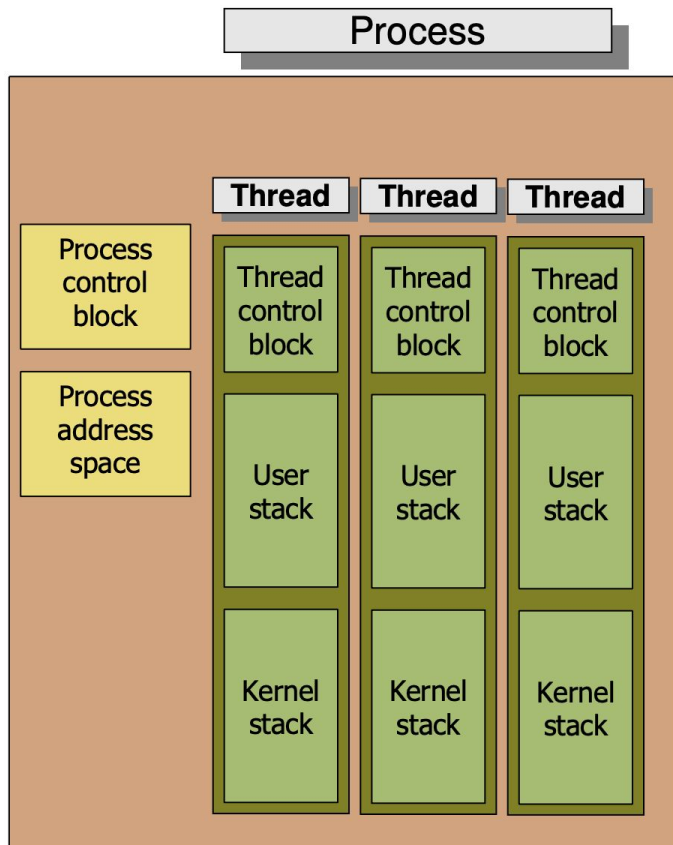 Process
Thread
Thread
Thread
Process
control
block
Process
address
space
Thread
control
block
User
stack
Kernel
stack
Thread
control
block
User
stack
Kernel
stack
Thread
control
block
User
stack
Kernel
stack